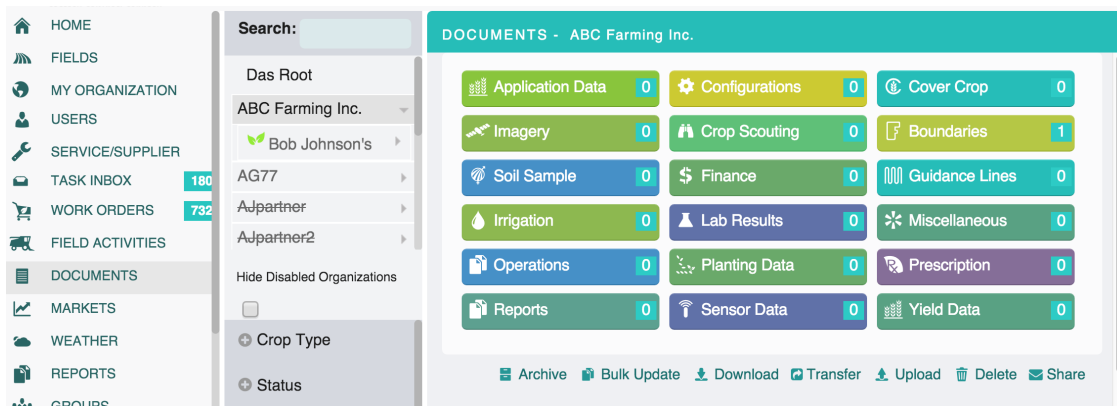 HOME
FIELDS
MY ORGANIZATION
USERS
SERVICE/SUPPLIER
TASK INBOX 180
WORK ORDERS 732
FIELD ACTIVITIES
DOCUMENTS
MARKETS
WEATHER
REPORTS
GROUPS
Search:
Das Root
ABC Farming Inc.
Bob Johnson's
AG77
AJpartner
AJpartner2
Hide Disabled Organizations
Crop Type
Status
DOCUMENTS - ABC Farming Inc.
Application Data 0 Configurations 0 Cover Crop 0
Imagery 0 Crop Scouting 0 Boundaries 1
Soil Sample 0 Finance 0 Guidance Lines 0
Irrigation 0 Lab Results 0 Miscellaneous 0
Operations 0 Planting Data 0 Prescription 0
Reports 0 Sensor Data 0 Yield Data 0
Archive Bulk Update Download Transfer Upload Delete Share